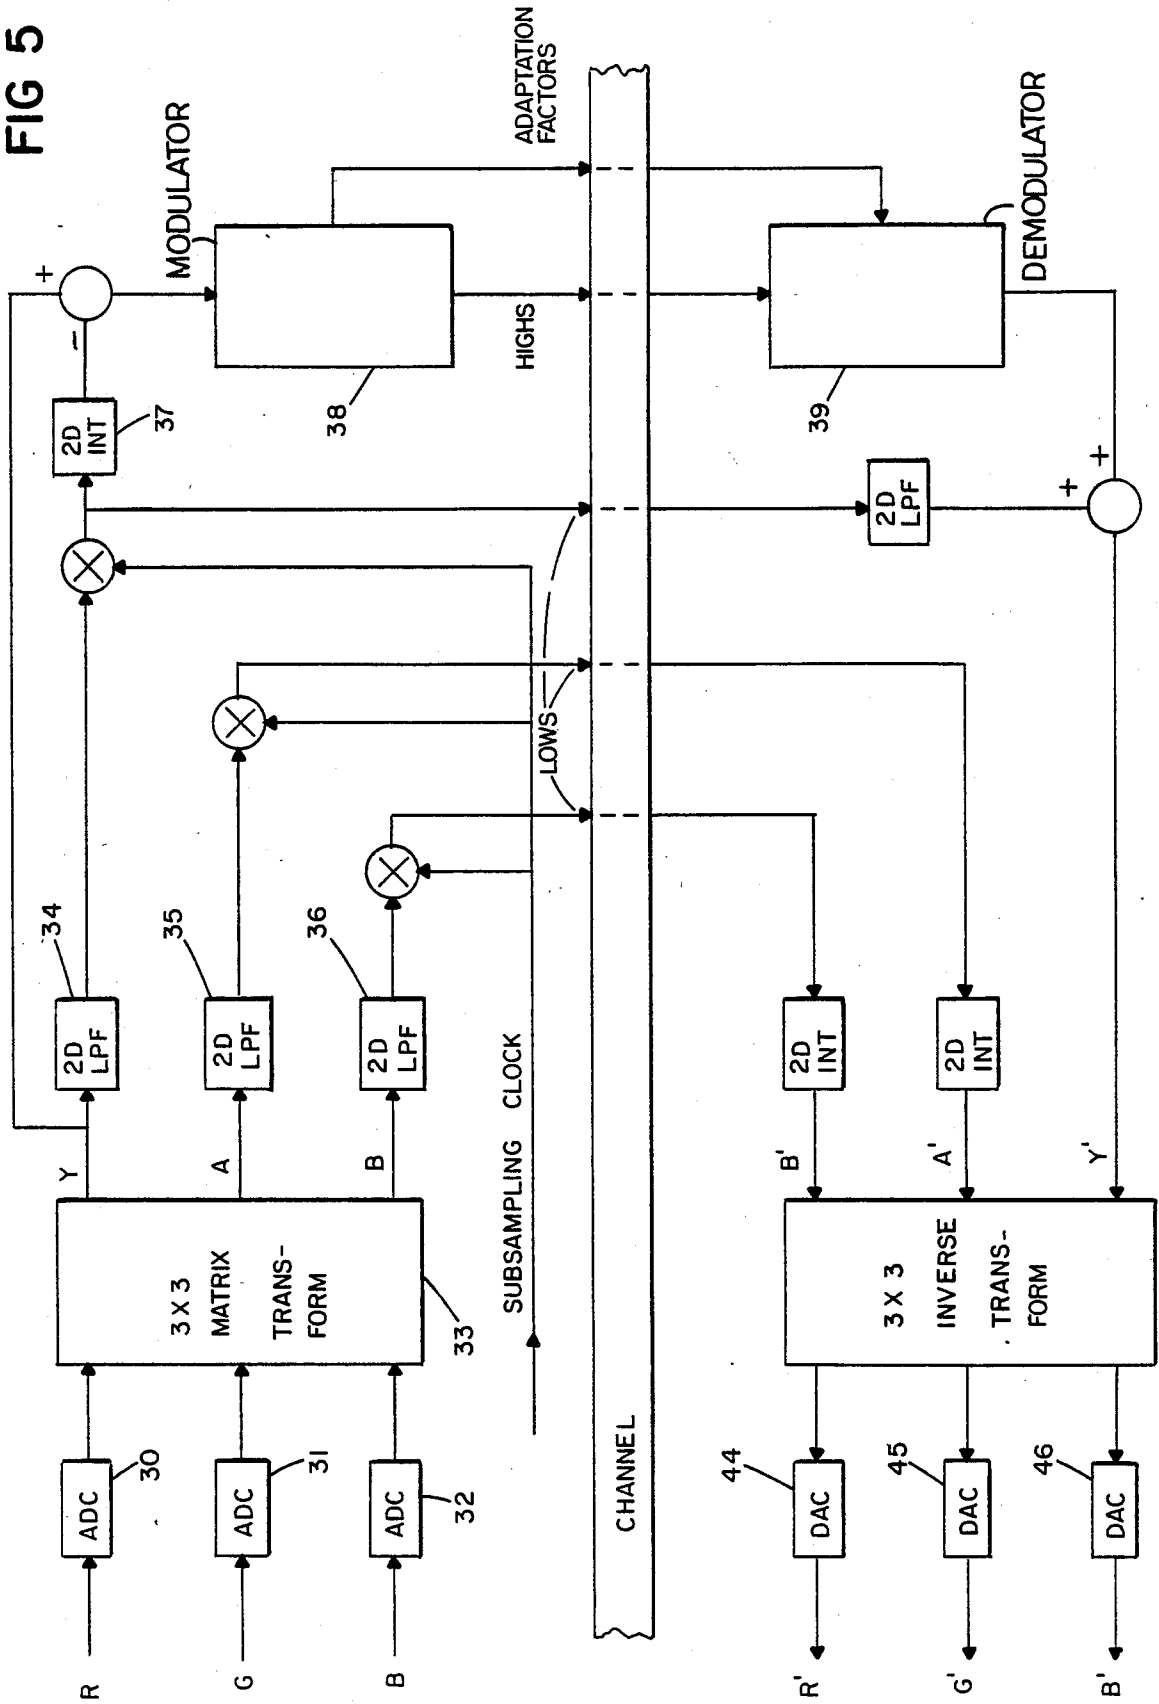 FIG 5
R
ADC
30
G
ADC
31
B
ADC
32
3 X 3
MATRIX
TRANS-
FORM
33
Y
A
B
2D
LPF
34
2D
LPF
35
2D
LPF
36
SUBSAMPLING CLOCK
2D
INT
37
+
−
MODULATOR
38
HIGHS
ADAPTATION
FACTORS
LOWS
CHANNEL
DEMODULATOR
39
2D
LPF
+
+
2D
INT
2D
INT
B'
A'
Y'
3 X 3
INVERSE
TRANS-
FORM
44
DAC
R'
45
DAC
G'
46
DAC
B'